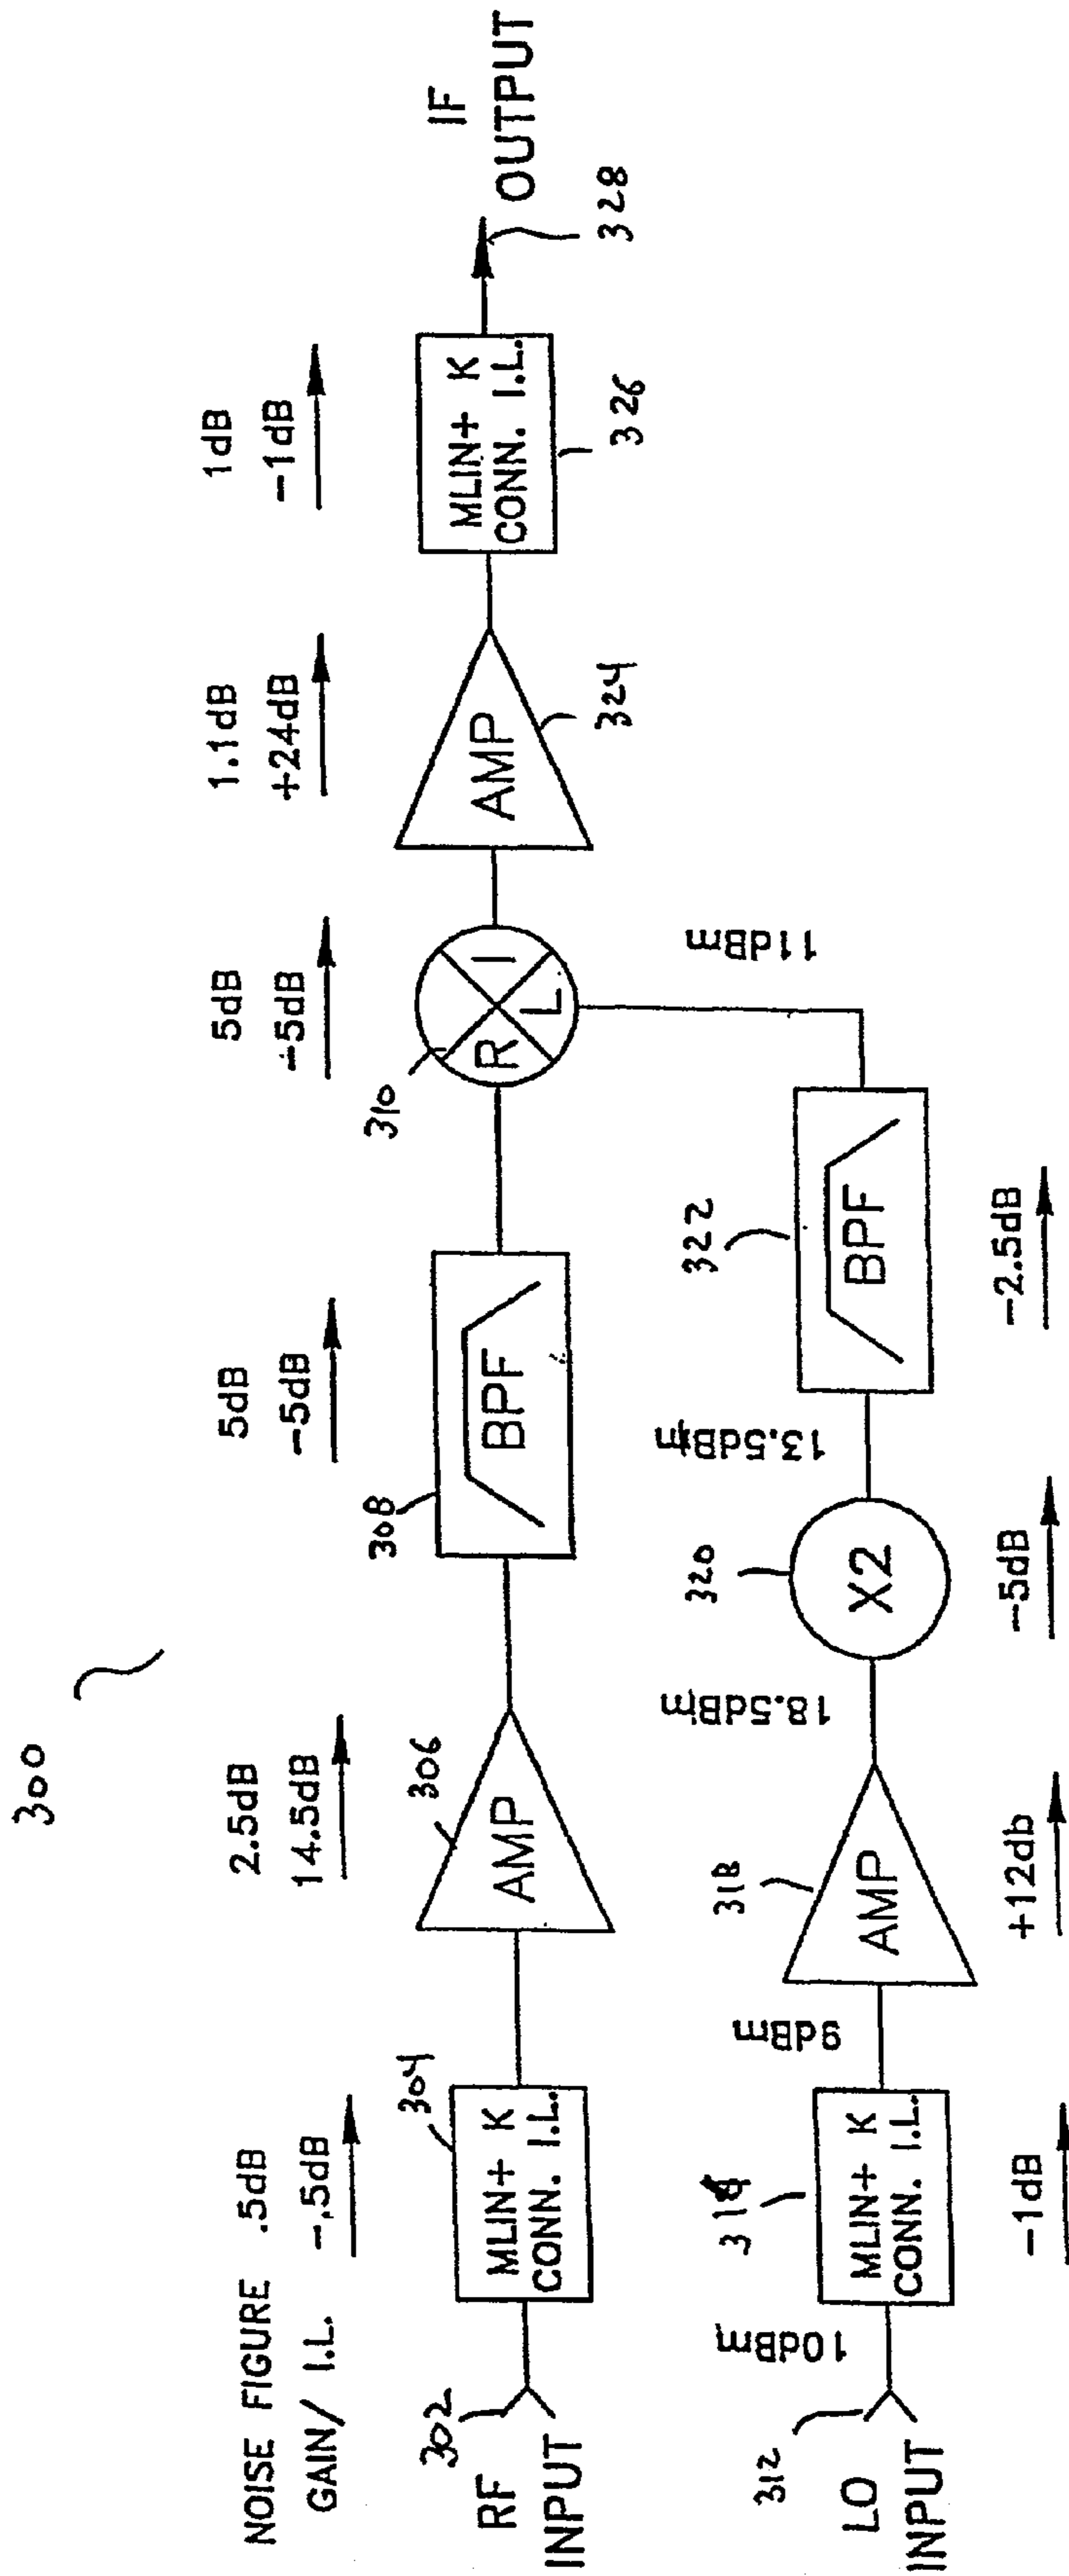 300
NOISE FIGURE .5dB
GAIN/ I.L. -.5dB
2.5dB
14.5dB
5dB
-5dB
5dB
-5dB
1.1dB
+24dB
1dB
-1dB
RF
INPUT
302
MLIN+ K
CONN. I.L.
304
AMP
306
BPF
308
R
I
L
310
AMP
324
MLIN+ K
CONN. I.L.
326
IF
OUTPUT
328
LO
INPUT
312
10dBm
MLIN+ K
CONN. I.L.
9dBm
AMP
318
18.5dBm
X2
320
13.5dBm
BPF
322
11dBm
-1dB
+12db
-5dB
-2.5dB